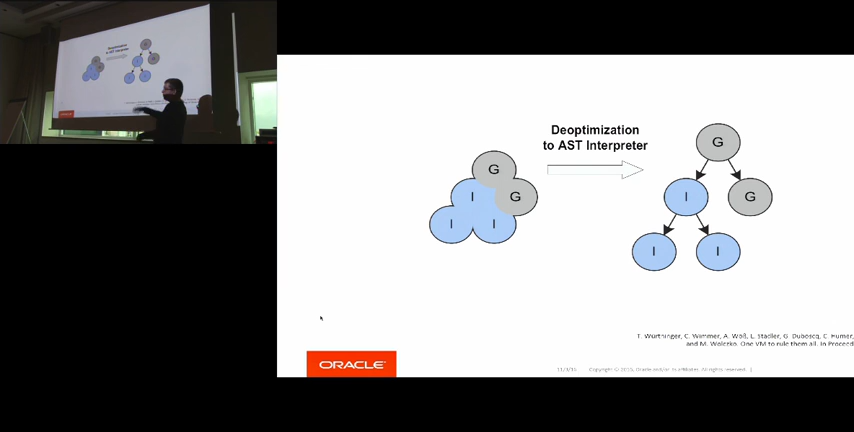 Deoptimization
to AST Interpreter
G
G
I
I
I
G
I
G
I
I
T. Würthinger, C. Wimmer, A. Wöß, L. Stadler, G. Duboscq, C. Humer,
and M. Wolczko. One VM to rule them all. In Proceed
ORACLE
Copyright © 2015, Oracle and/or its affiliates. All rights reserved. |